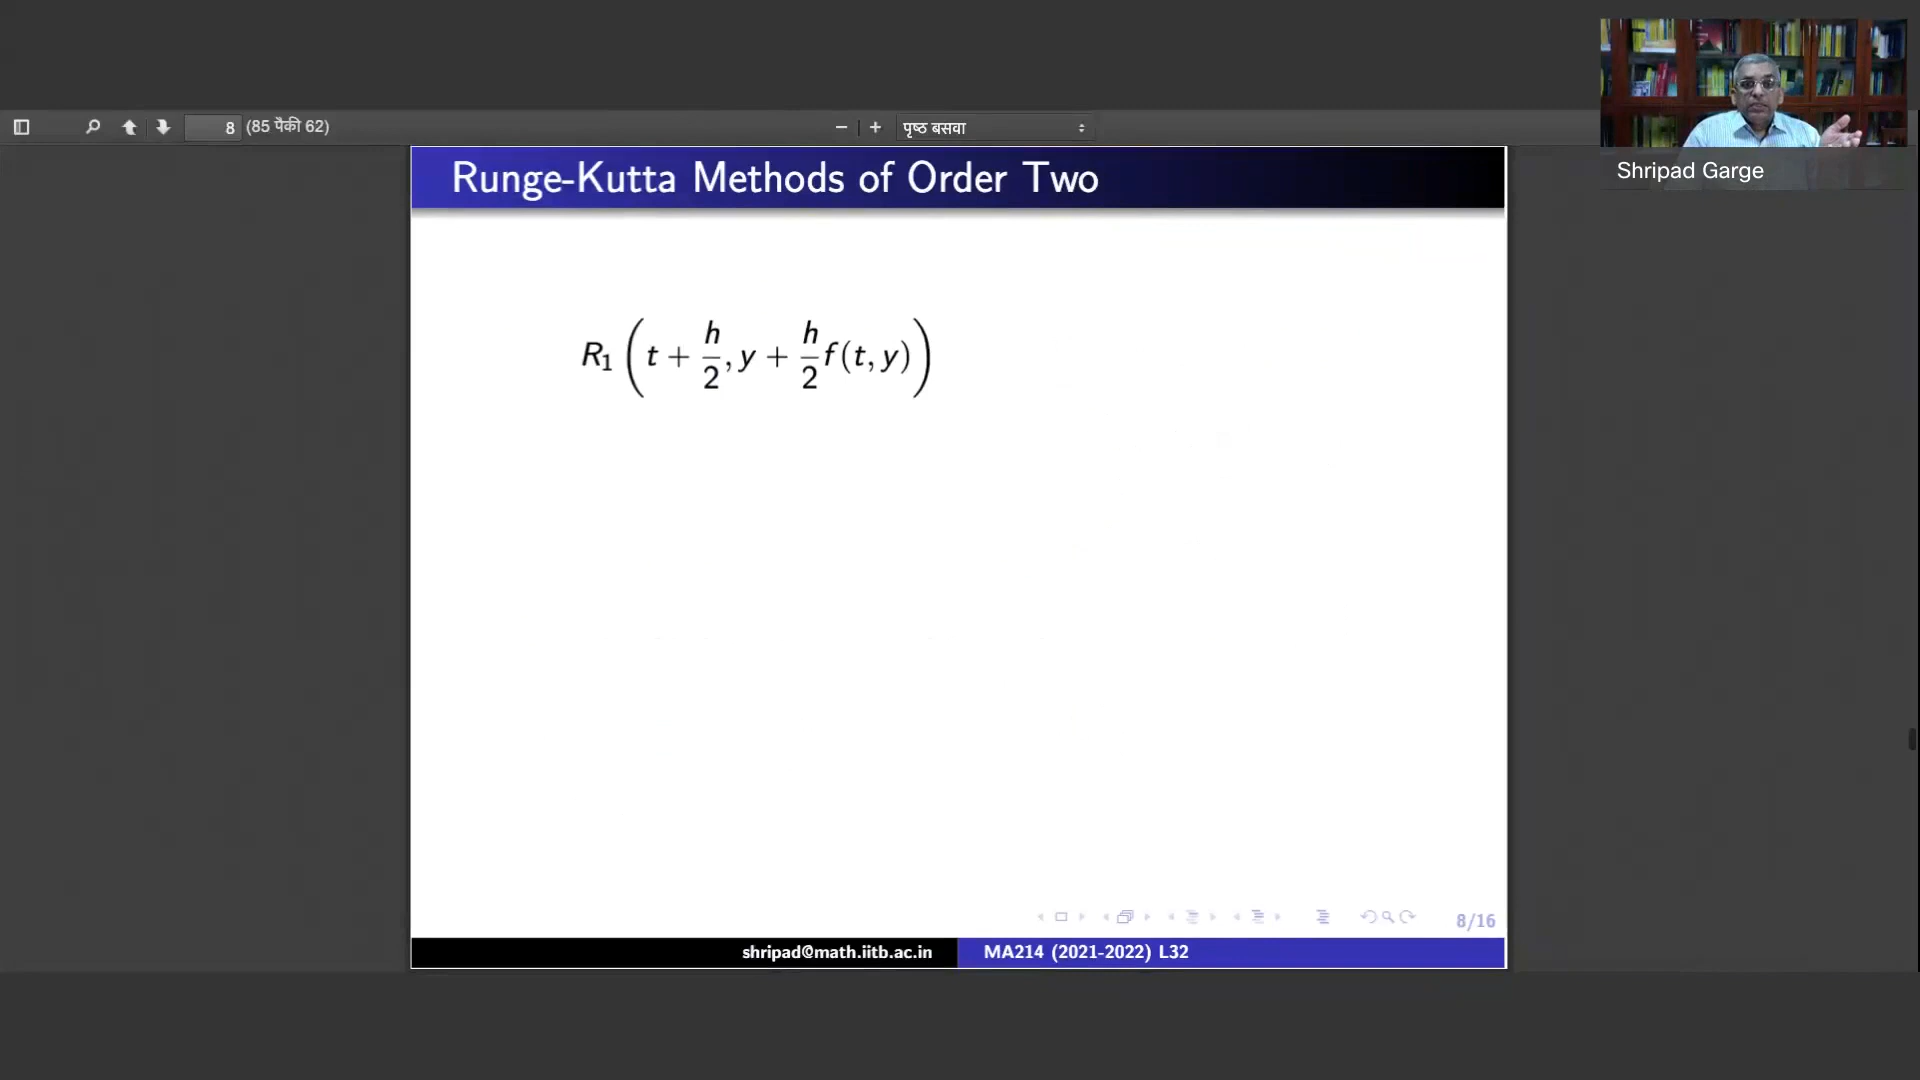 8 (85 पैकी 62)
पृष्ठ बसवा
Shripad Garge
Runge-Kutta Methods of Order Two
R₁ ( t + h/2, y + h/2 f(t, y) )
8/16
shripad@math.iitb.ac.in
MA214 (2021-2022) L32